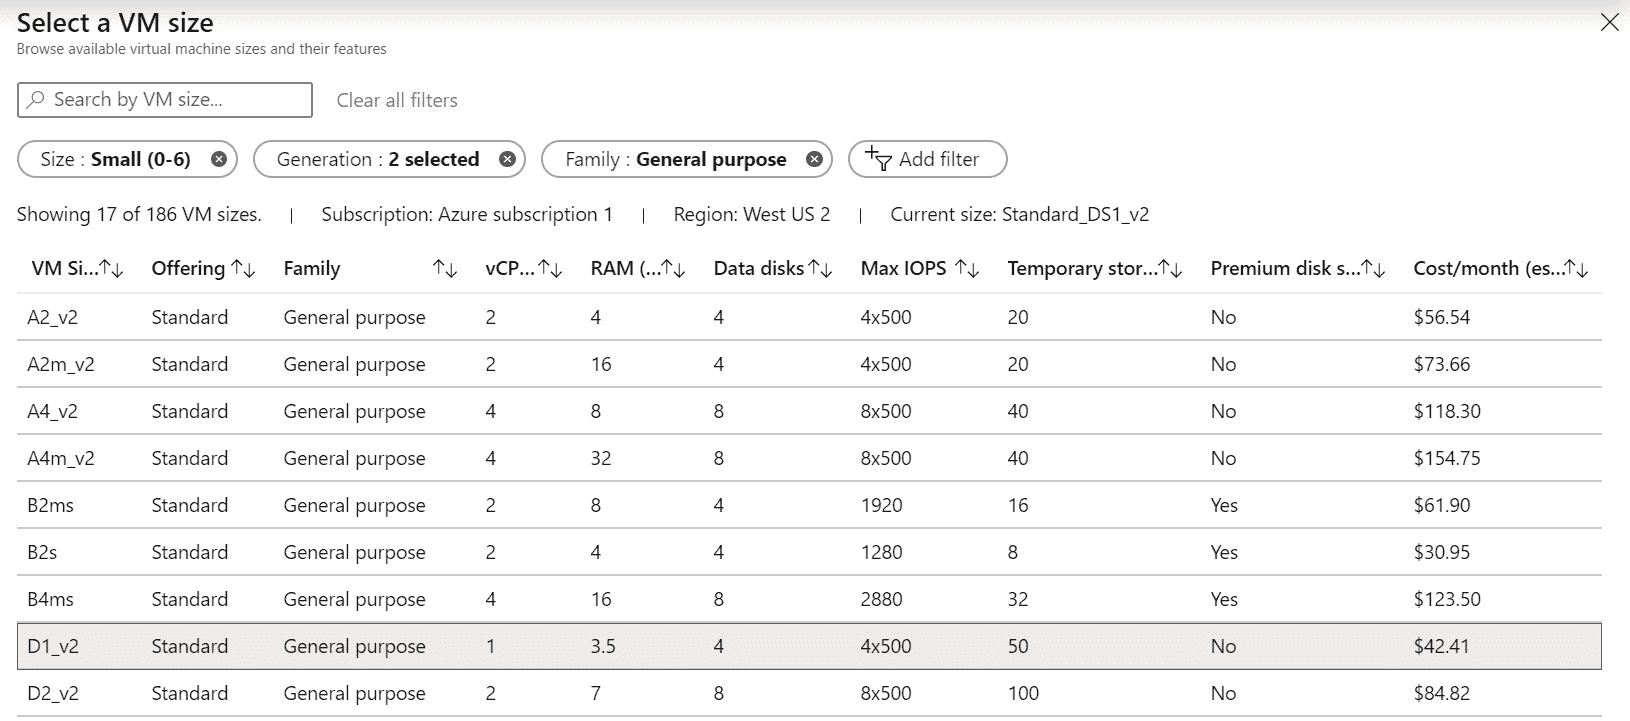 Select a VM size
Browse available virtual machine sizes and their features
Search by VM size... Clear all filters
Size : Small (0-6) Generation : 2 selected Family : General purpose Add filter
Showing 17 of 186 VM sizes. | Subscription: Azure subscription 1 | Region: West US 2 | Current size: Standard_DS1_v2
VM Si... Offering Family vCP... RAM (... Data disks Max IOPS Temporary stor... Premium disk s... Cost/month (es...
A2_v2 Standard General purpose 2 4 4 4x500 20 No $56.54
A2m_v2 Standard General purpose 2 16 4 4x500 20 No $73.66
A4_v2 Standard General purpose 4 8 8 8x500 40 No $118.30
A4m_v2 Standard General purpose 4 32 8 8x500 40 No $154.75
B2ms Standard General purpose 2 8 4 1920 16 Yes $61.90
B2s Standard General purpose 2 4 4 1280 8 Yes $30.95
B4ms Standard General purpose 4 16 8 2880 32 Yes $123.50
D1_v2 Standard General purpose 1 3.5 4 4x500 50 No $42.41
D2_v2 Standard General purpose 2 7 8 8x500 100 No $84.82